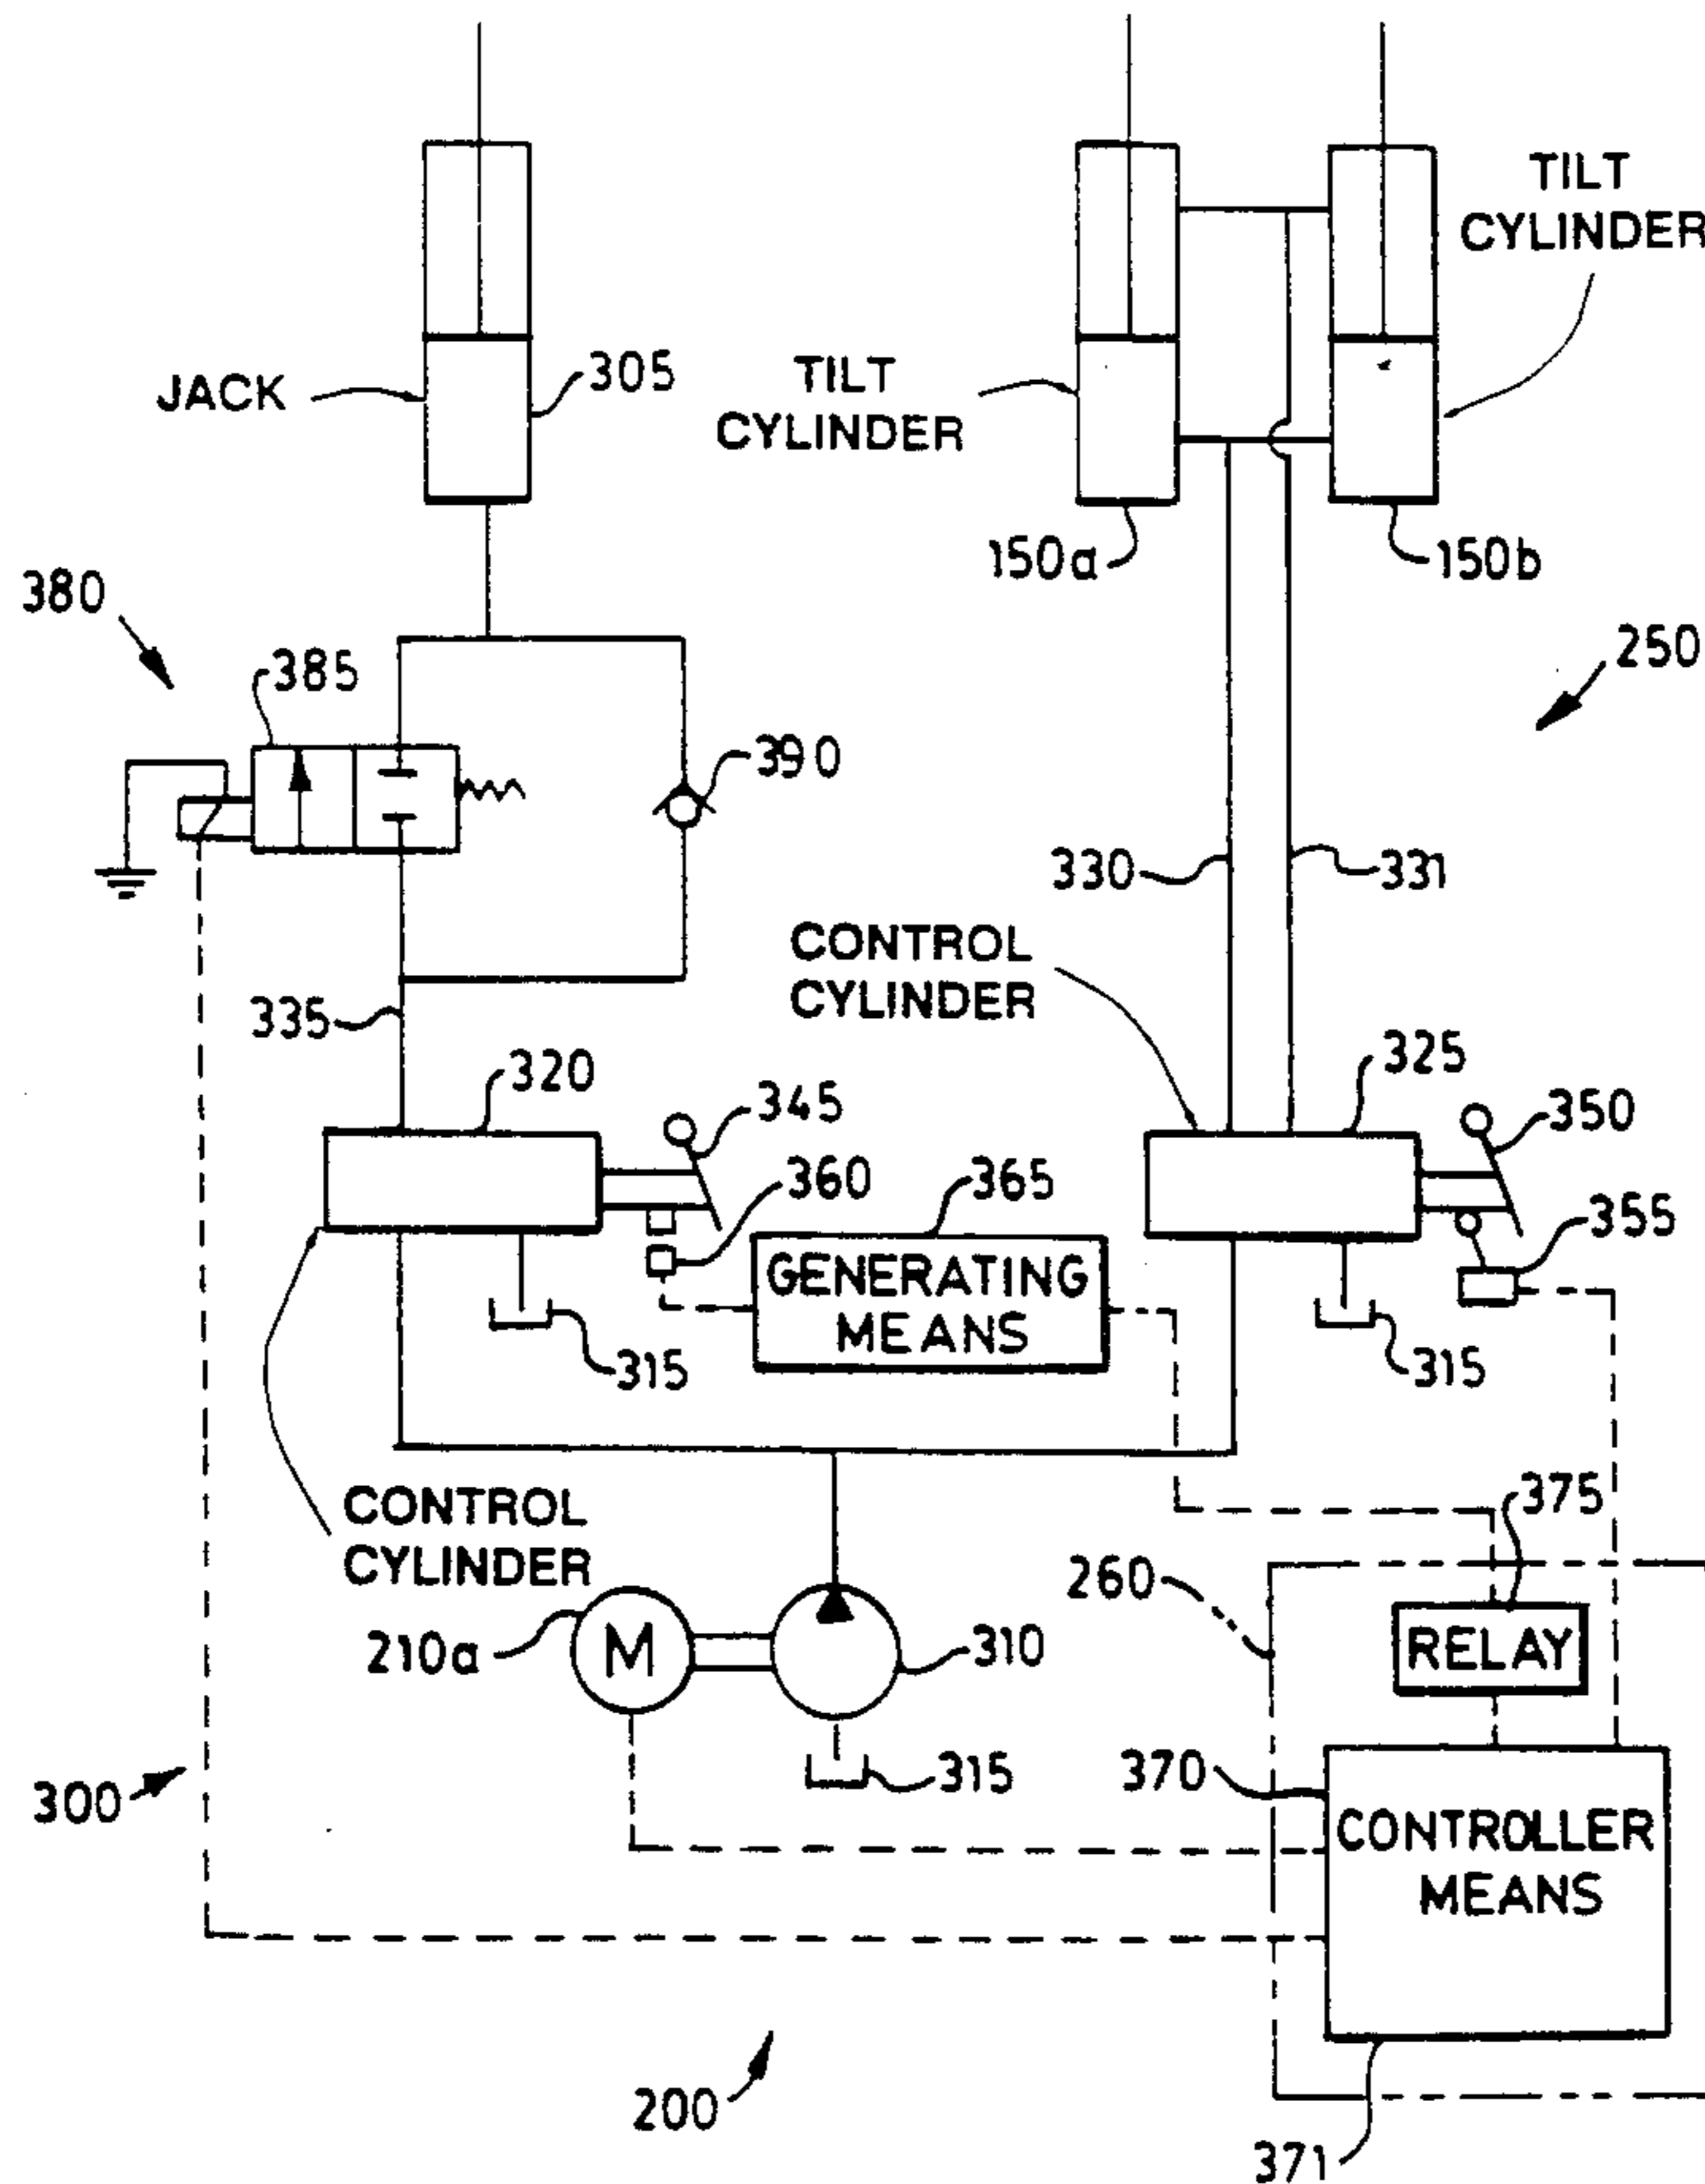 TILT
CYLINDER
JACK
305
TILT
CYLINDER
150a
150b
380
385
250
390
330
331
CONTROL
CYLINDER
335
320
345
325
350
360
365
355
GENERATING
MEANS
315
315
CONTROL
CYLINDER
375
260
RELAY
210a
M
310
315
370
300
CONTROLLER
MEANS
200
371